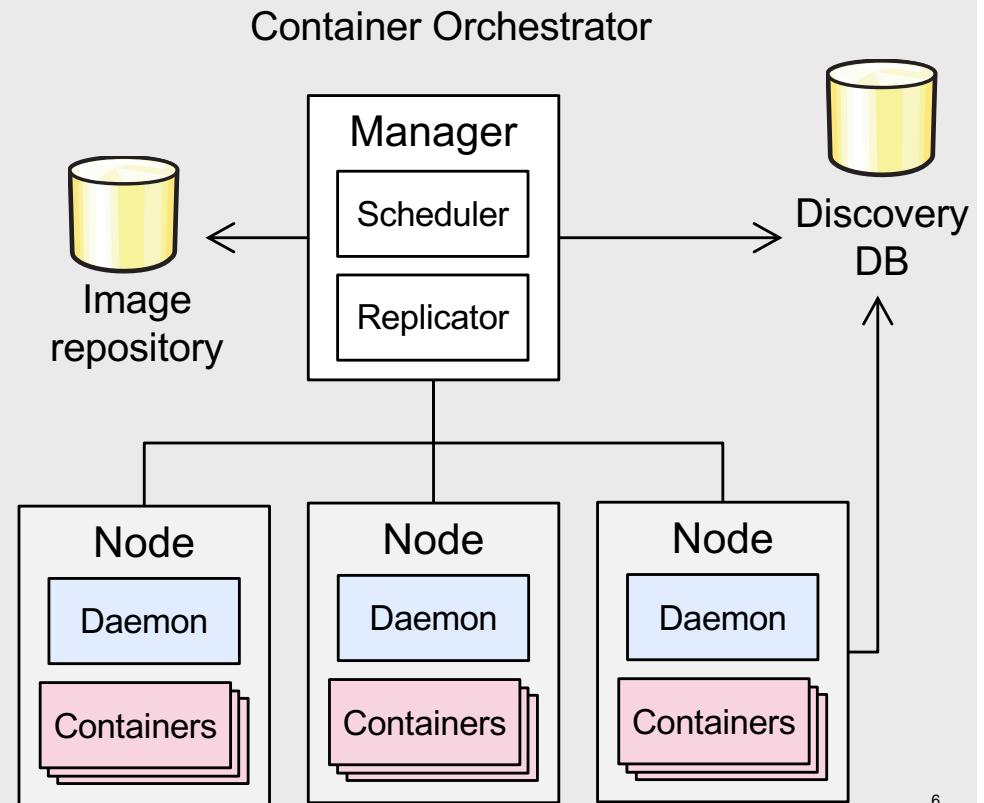 Container Orchestrator
Manager
Scheduler
Replicator
Image
repository
Discovery
DB
Node
Daemon
Containers
Node
Daemon
Containers
Node
Daemon
Containers
6